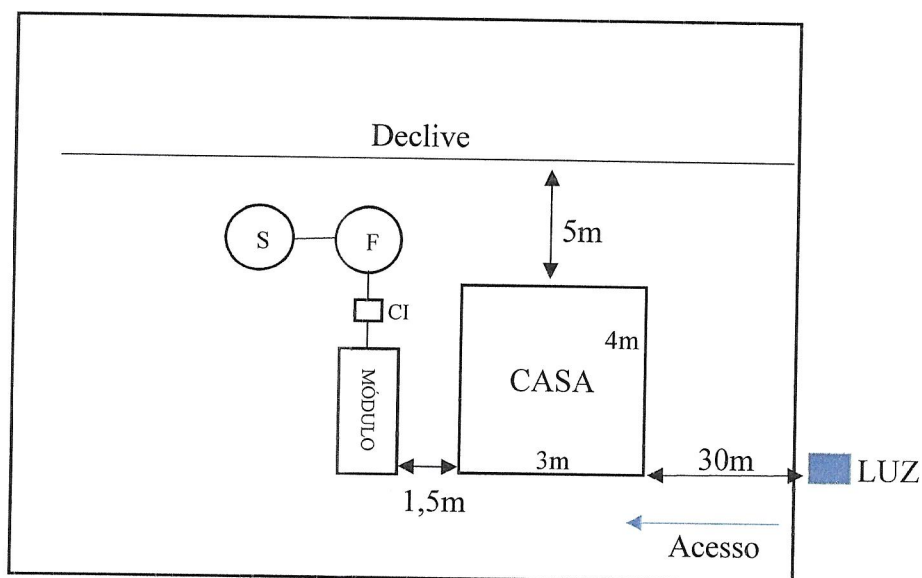 Declive
S
F
5m
CI
4m
MÓDULO
CASA
3m
30m
LUZ
1,5m
Acesso